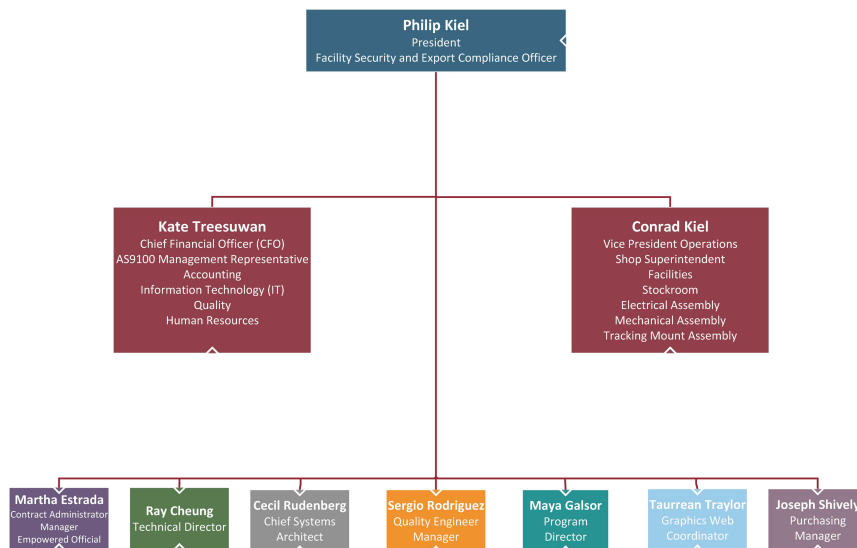 Philip Kiel
President
Facility Security and Export Compliance Officer
Kate Treesuwan
Chief Financial Officer (CFO)
AS9100 Management Representative
Accounting
Information Technology (IT)
Quality
Human Resources
Conrad Kiel
Vice President Operations
Shop Superintendent
Facilities
Stockroom
Electrical Assembly
Mechanical Assembly
Tracking Mount Assembly
Martha Estrada
Contract Administrator
Manager
Empowered Official
Ray Cheung
Technical Director
Cecil Rudenberg
Chief Systems
Architect
Sergio Rodriguez
Quality Engineer
Manager
Maya Galsor
Program
Director
Taurrean Traylor
Graphics Web
Coordinator
Joseph Shively
Purchasing
Manager